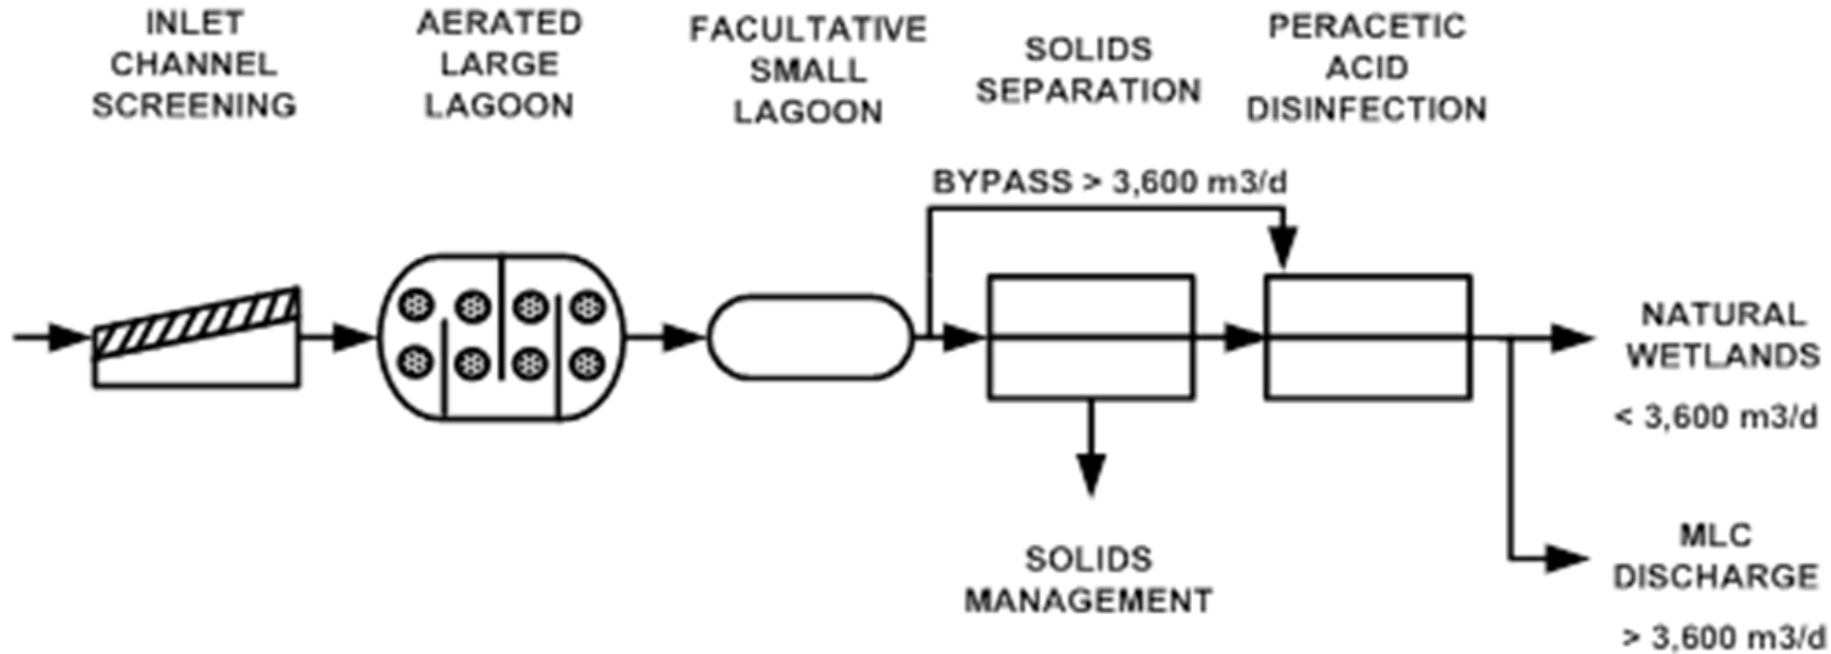 INLET
CHANNEL
SCREENING
AERATED
LARGE
LAGOON
FACULTATIVE
SMALL
LAGOON
SOLIDS
SEPARATION
PERACETIC
ACID
DISINFECTION
BYPASS > 3,600 m3/d
NATURAL
WETLANDS
< 3,600 m3/d
SOLIDS
MANAGEMENT
MLC
DISCHARGE
> 3,600 m3/d